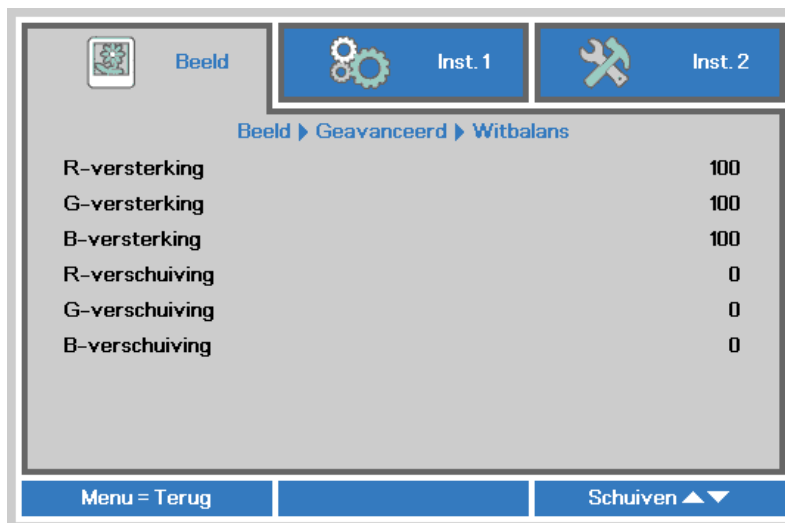 Beeld Inst. 1 Inst. 2
Beeld Geavanceerd Witbalans
R-versterking 100
G-versterking 100
B-versterking 100
R-verschuiving 0
G-verschuiving 0
B-verschuiving 0
Menu = Terug Schuiven ▲▼